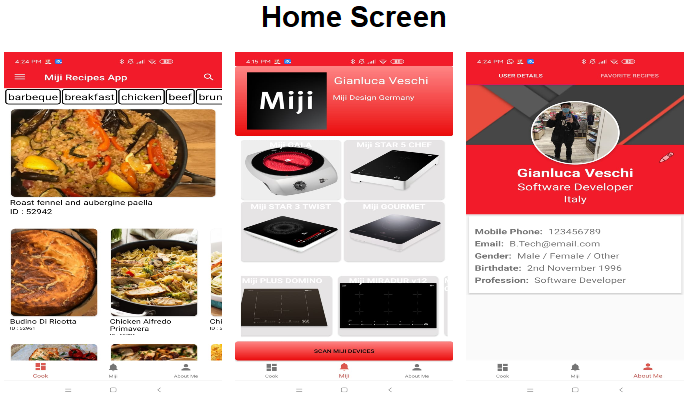 Home Screen
4:24 PM
Miji Recipes App
barbeque breakfast chicken beef brun
Roast fennel and aubergine paella
ID : 52942
Budino Di Ricotta
ID : 52961
Chicken Alfredo
Primavera
Cook
Miji
About Me
4:15 PM
Gianluca Veschi
Miji
Miji Design Germany
Miji STAR 5 CHEF
Miji STAR 3 TWIST
Miji GOURMET
Miji PLUS DOMINO
SCAN MIJI DEVICES
Cook
Miji
About Me
4:24 PM
USER DETAILS
FAVORITE RECIPES
Gianluca Veschi
Software Developer
Italy
Mobile Phone: 123456789
Email: B.Tech@email.com
Gender: Male / Female / Other
Birthdate: 2nd November 1996
Profession: Software Developer
Cook
Miji
About Me